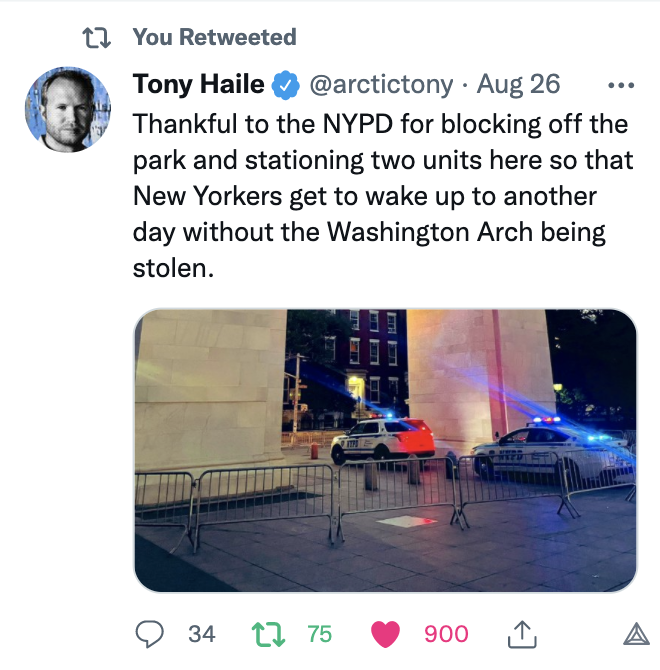 You Retweeted
Tony Haile @arctictony · Aug 26
Thankful to the NYPD for blocking off the
park and stationing two units here so that
New Yorkers get to wake up to another
day without the Washington Arch being
stolen.
NYPD
NYPD
34 75 900